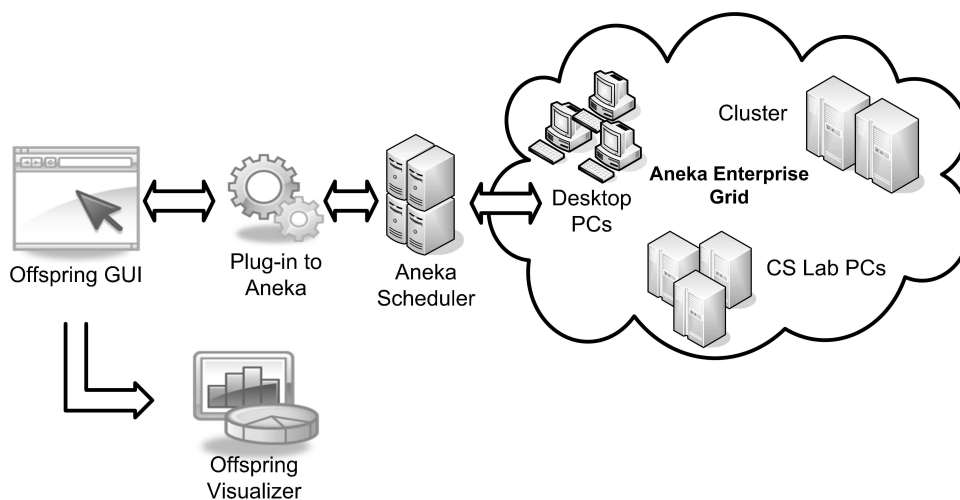 Offspring GUI
Plug-in to
Aneka
Aneka
Scheduler
Desktop
PCs
Cluster
Aneka Enterprise
Grid
CS Lab PCs
Offspring
Visualizer